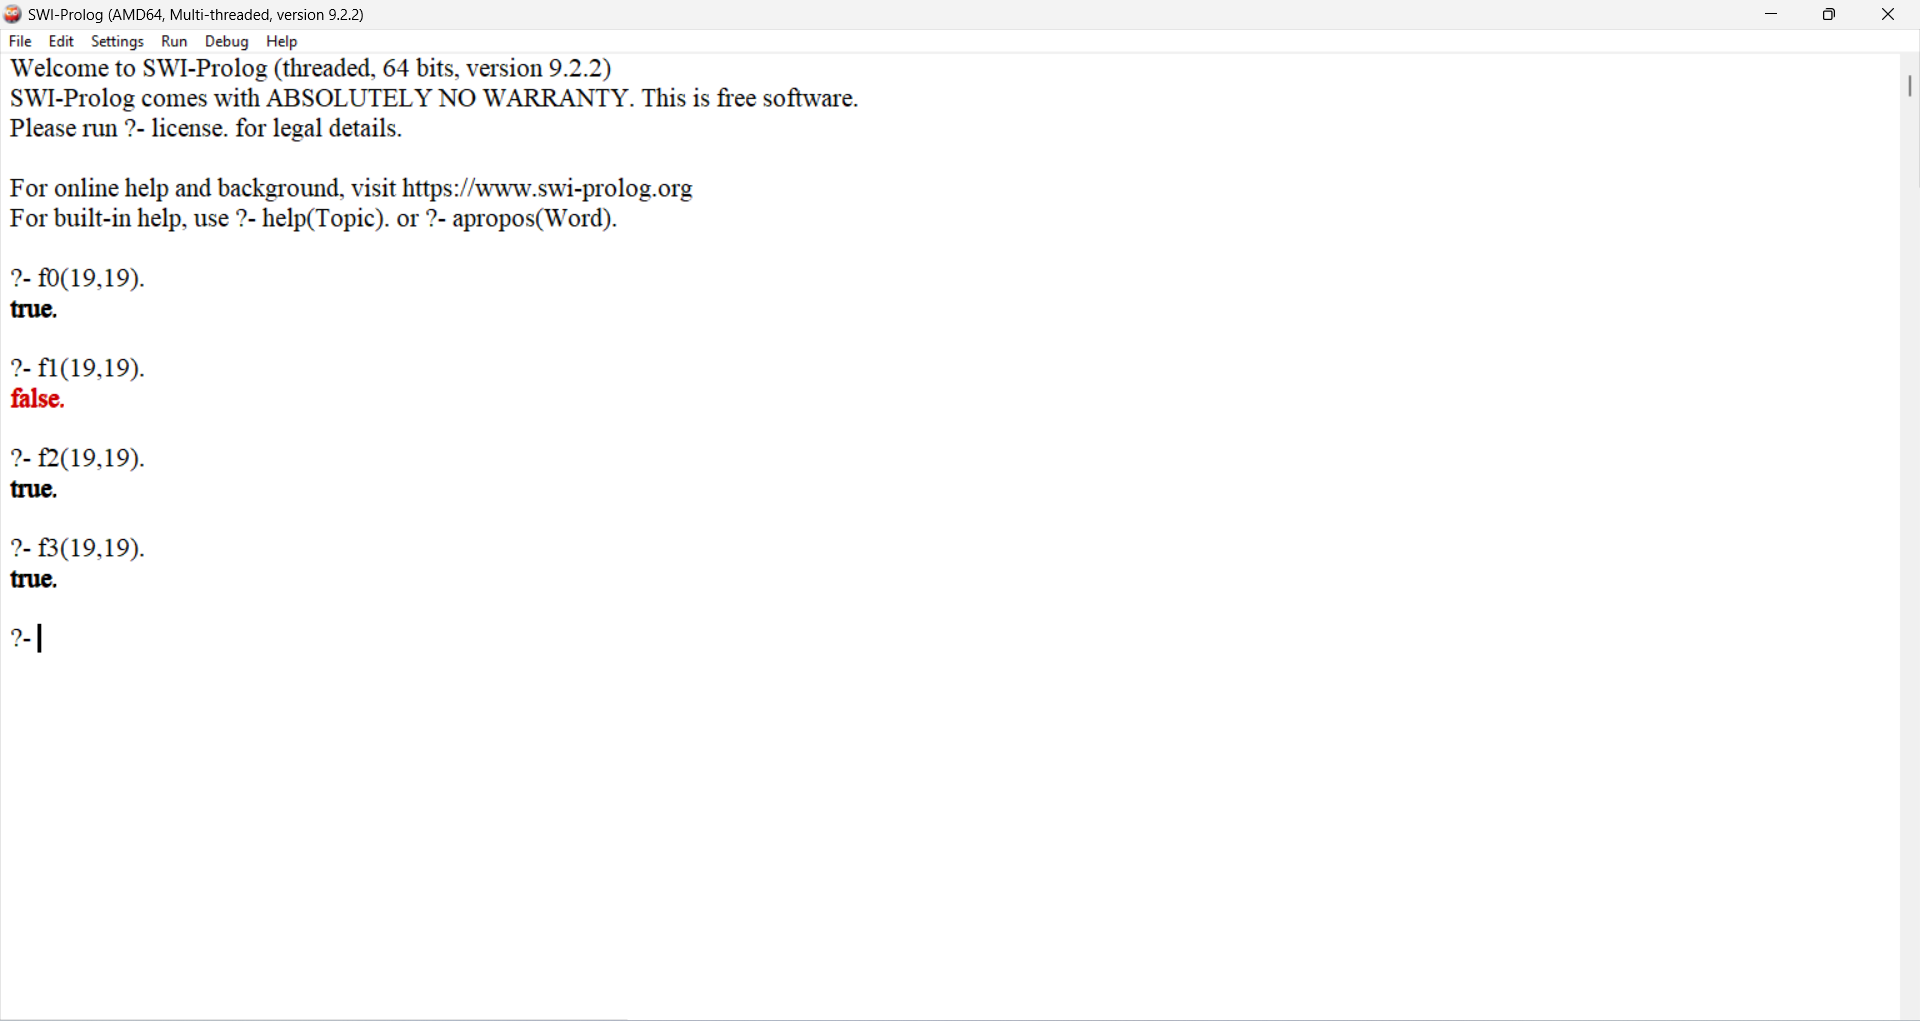 SWI-Prolog (AMD64, Multi-threaded, version 9.2.2)
File Edit Settings Run Debug Help
Welcome to SWI-Prolog (threaded, 64 bits, version 9.2.2)
SWI-Prolog comes with ABSOLUTELY NO WARRANTY. This is free software.
Please run ?- license. for legal details.
For online help and background, visit https://www.swi-prolog.org
For built-in help, use ?- help(Topic). or ?- apropos(Word).
?- f0(19,19).
true.
?- f1(19,19).
false.
?- f2(19,19).
true.
?- f3(19,19).
true.
?-